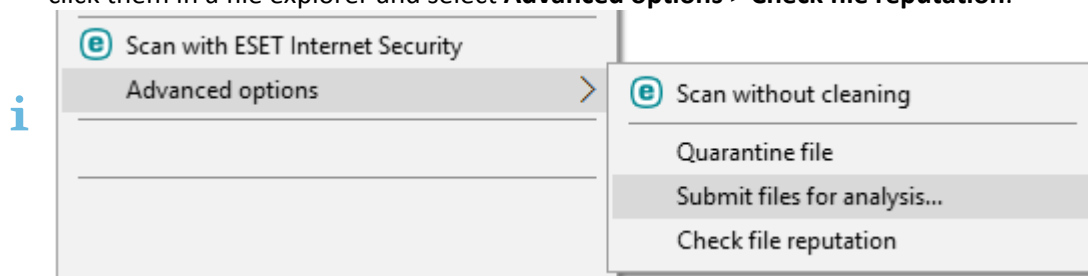 click them in a file explorer and select Advanced options > Check file reputation.
Scan with ESET Internet Security
Advanced options
Scan without cleaning
Quarantine file
Submit files for analysis...
Check file reputation